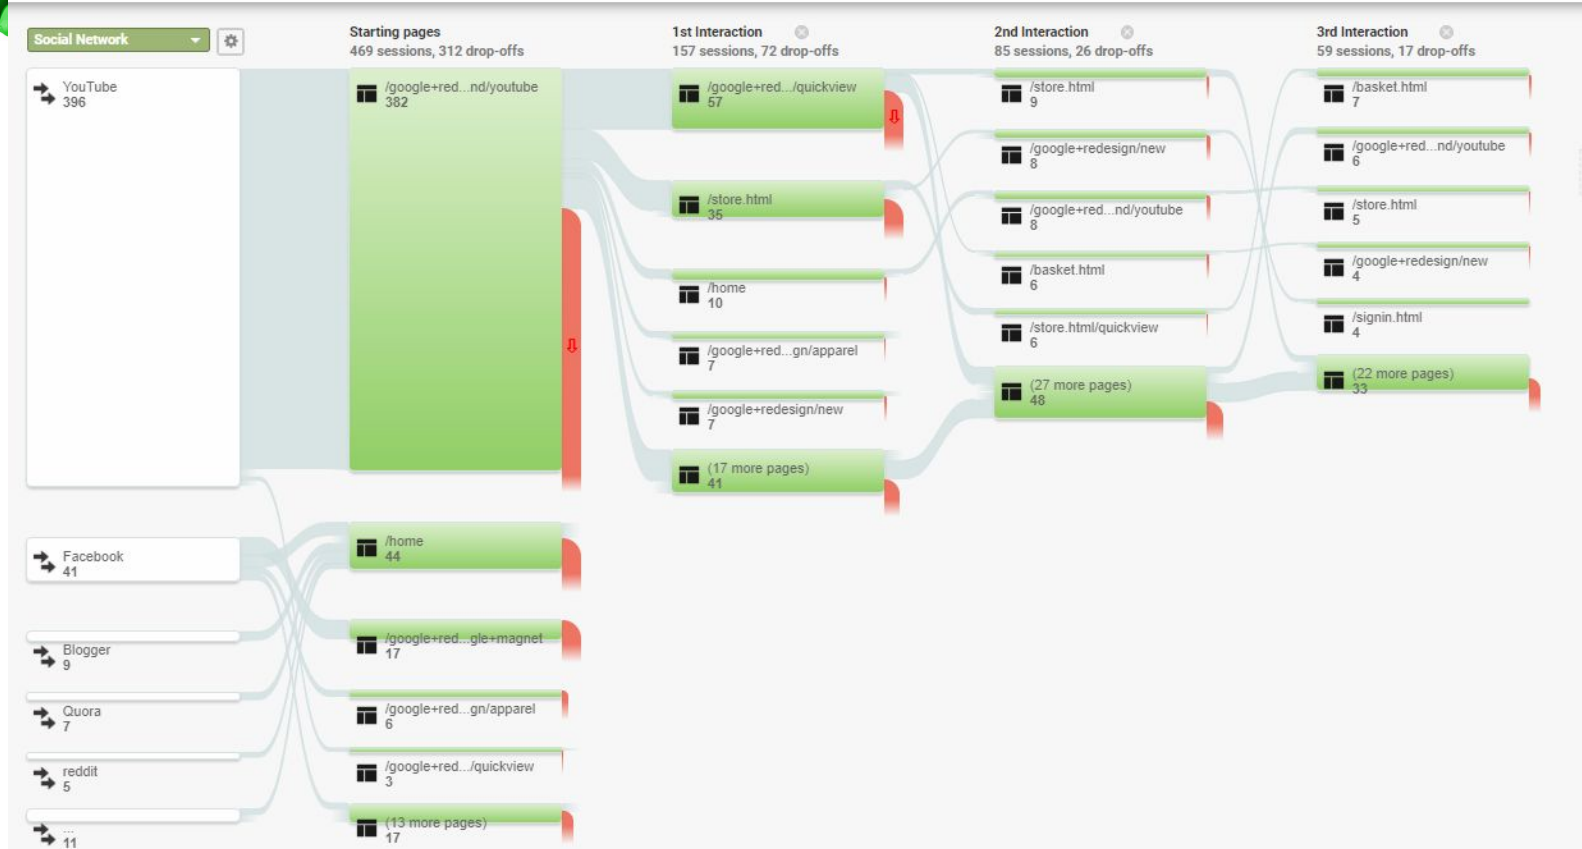 Social Network
YouTube
396
Facebook
41
Blogger
9
Quora
7
reddit
5
...
11
Starting pages
469 sessions, 312 drop-offs
/google+red...nd/youtube
382
/home
44
/google+red...gle+magnet
17
/google+red...gn/apparel
6
/google+red.../quickview
3
(13 more pages)
17
1st Interaction
157 sessions, 72 drop-offs
/google+red.../quickview
57
/store.html
35
/home
10
/google+red...gn/apparel
7
/google+redesign/new
7
(17 more pages)
41
2nd Interaction
85 sessions, 26 drop-offs
/store.html
9
/google+redesign/new
8
/google+red...nd/youtube
8
/basket.html
6
/store.html/quickview
6
(27 more pages)
48
3rd Interaction
59 sessions, 17 drop-offs
/basket.html
7
/google+red...nd/youtube
6
/store.html
5
/google+redesign/new
4
/signin.html
4
(22 more pages)
33